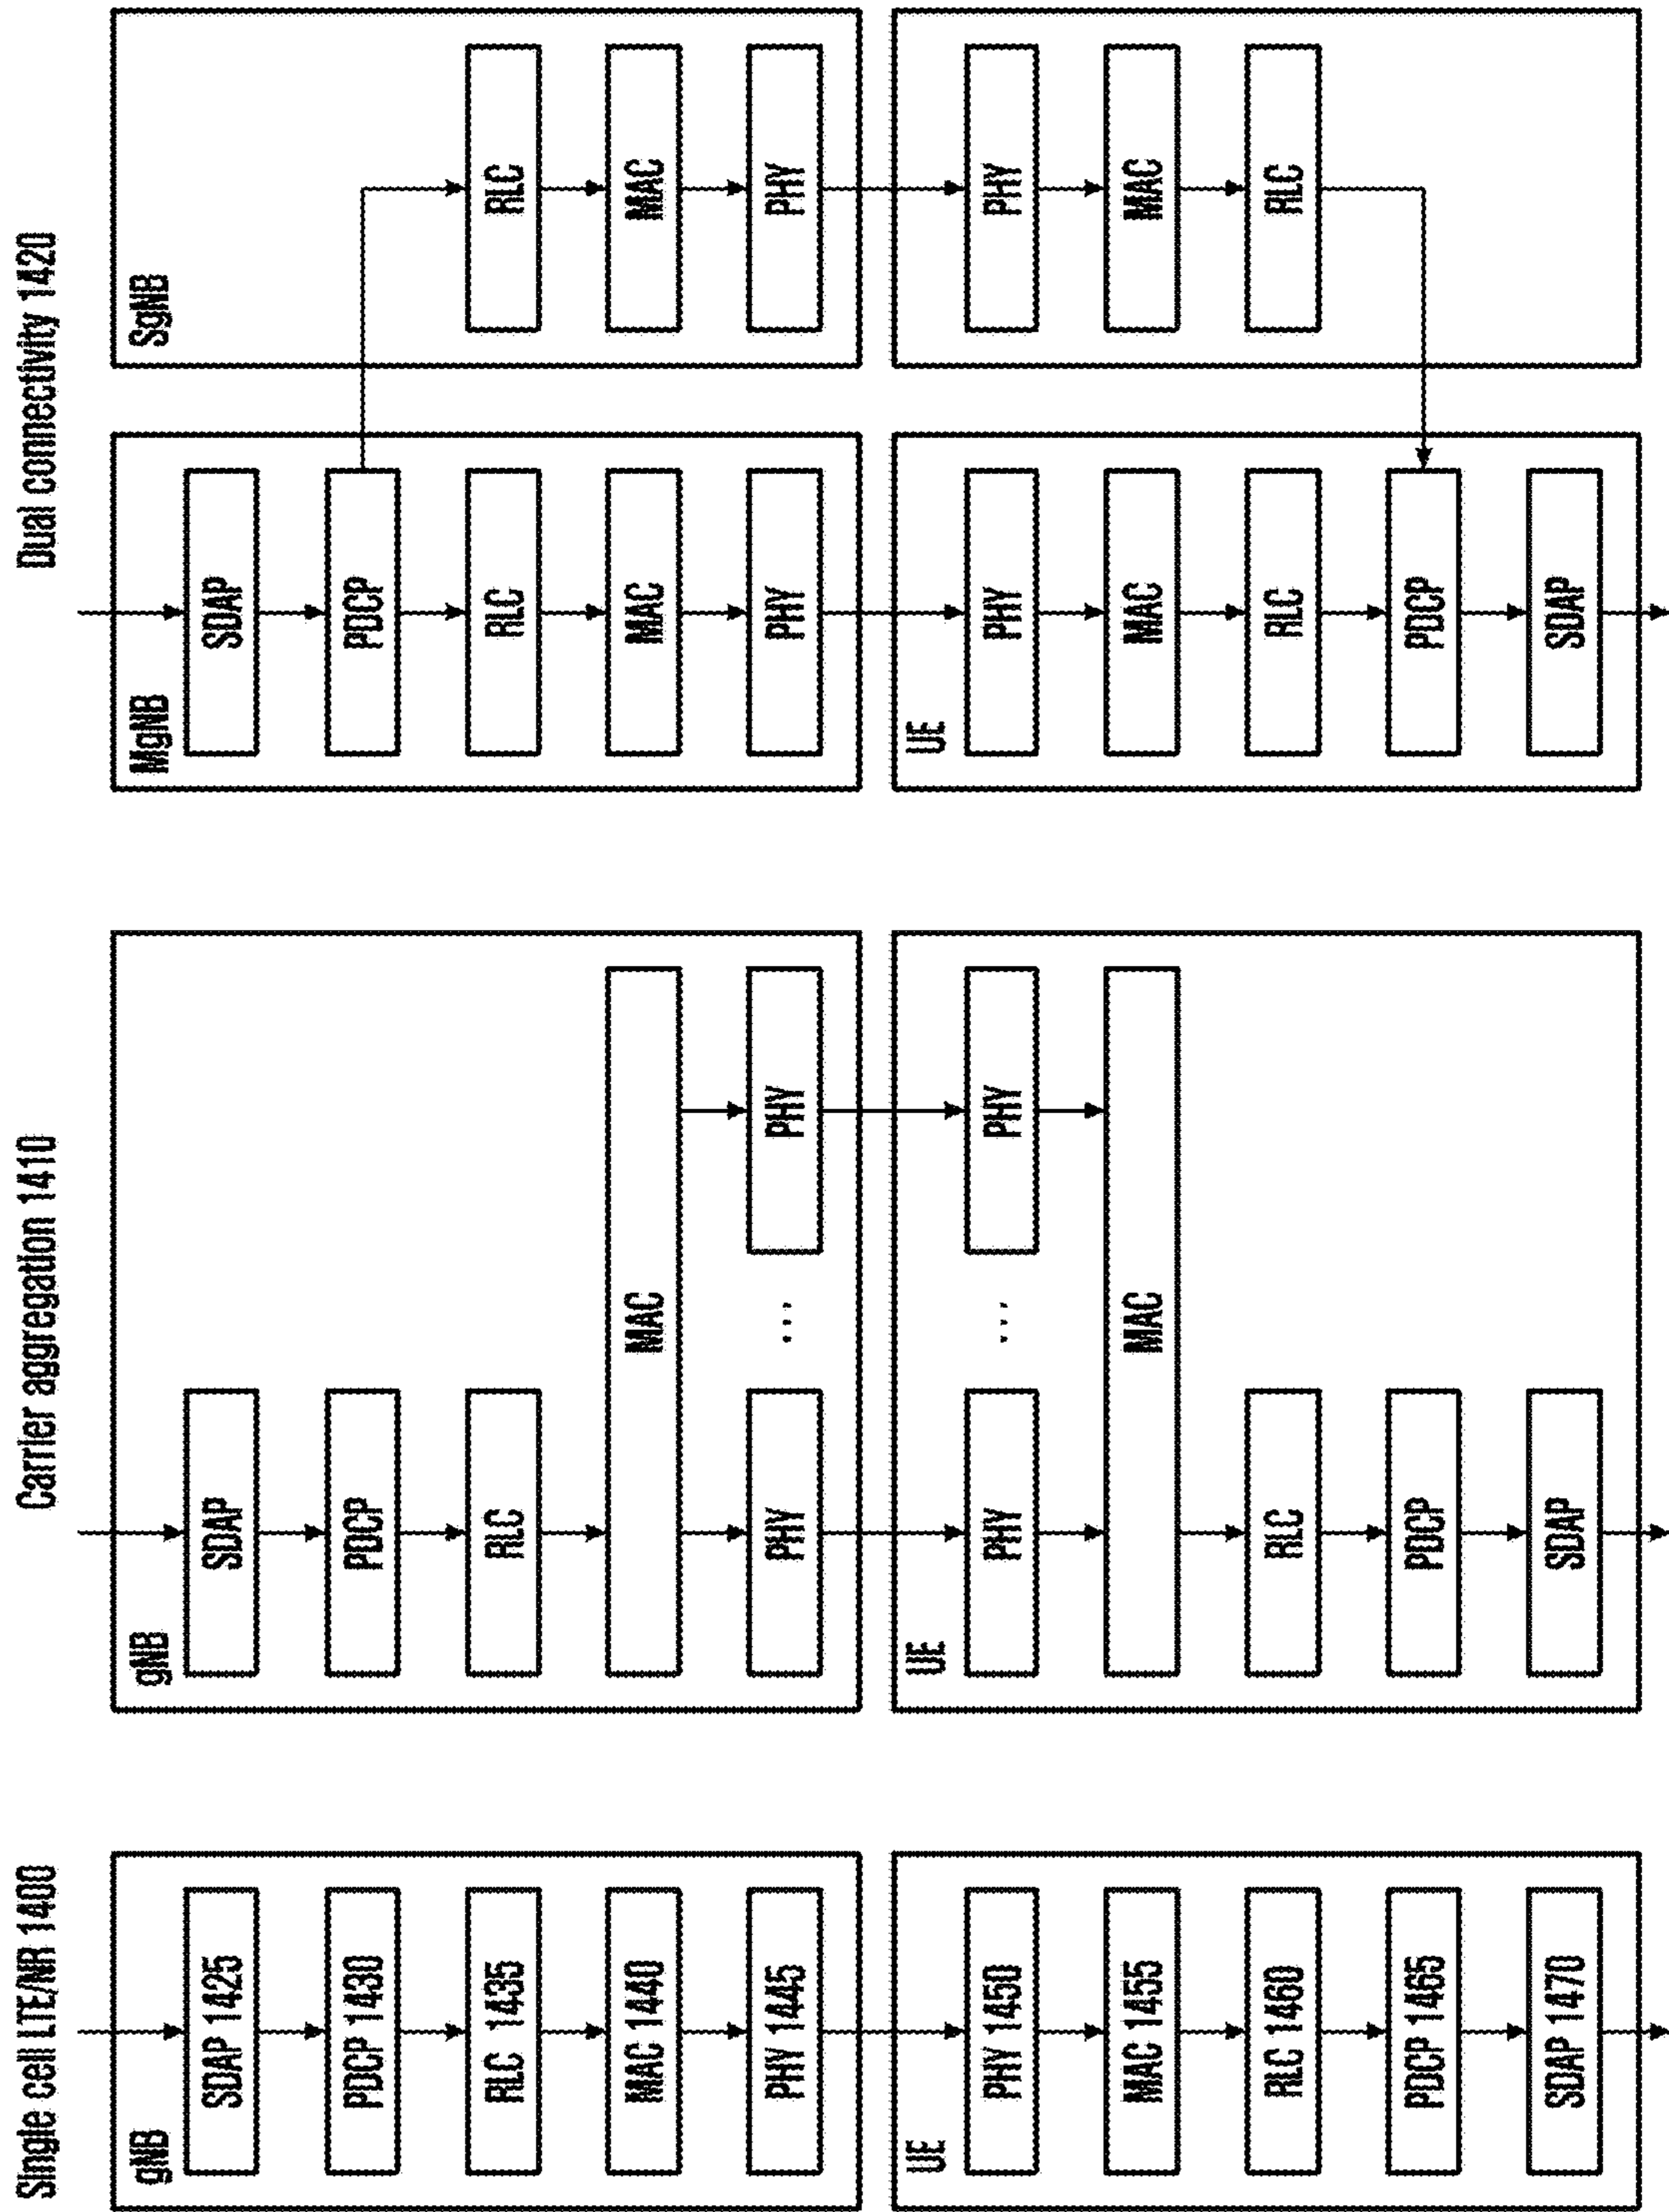 Single cell LTE/NR 1400
gNB
SDAP 1425
PDCP 1430
RLC 1435
MAC 1440
PHY 1445
UE
PHY 1450
MAC 1455
RLC 1460
PDCP 1465
SDAP 1470
Carrier aggregation 1410
gNB
SDAP
PDCP
RLC
MAC
PHY
...
PHY
UE
PHY
...
PHY
MAC
RLC
PDCP
SDAP
Dual connectivity 1420
MgNB
SDAP
PDCP
RLC
MAC
PHY
SgNB
RLC
MAC
PHY
UE
PHY
MAC
RLC
PDCP
SDAP
PHY
MAC
RLC